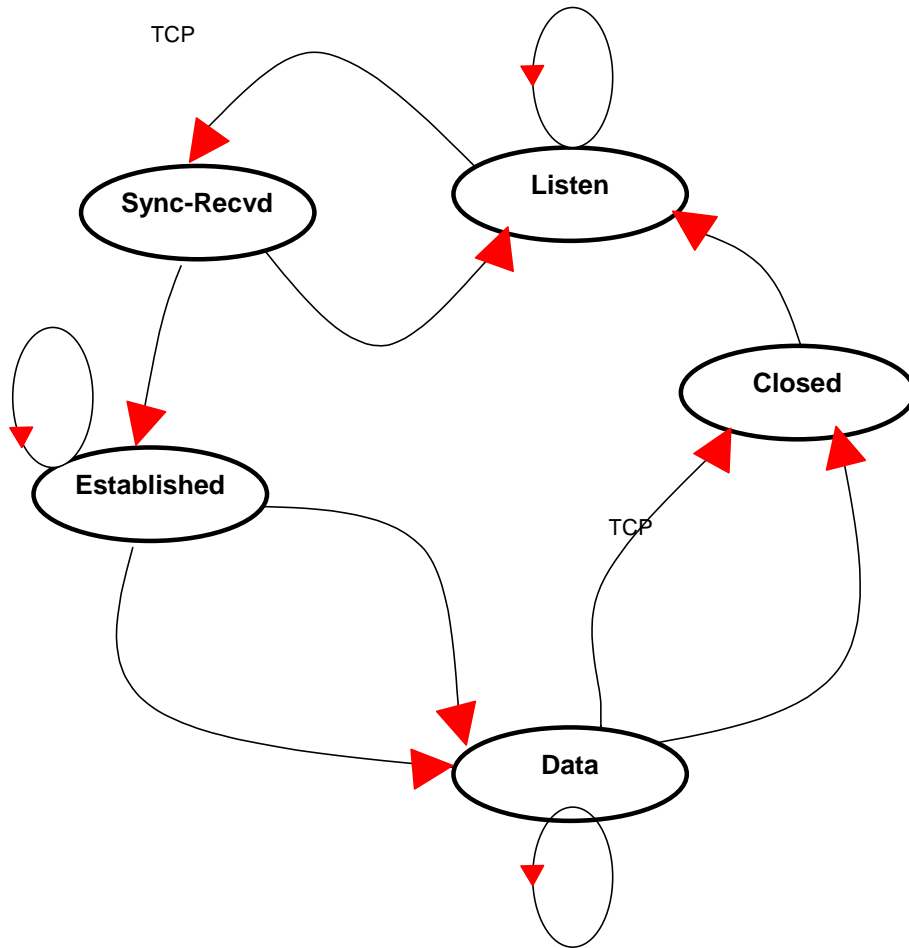 TCP
Listen
Sync-Recvd
Closed
Established
TCP
Data